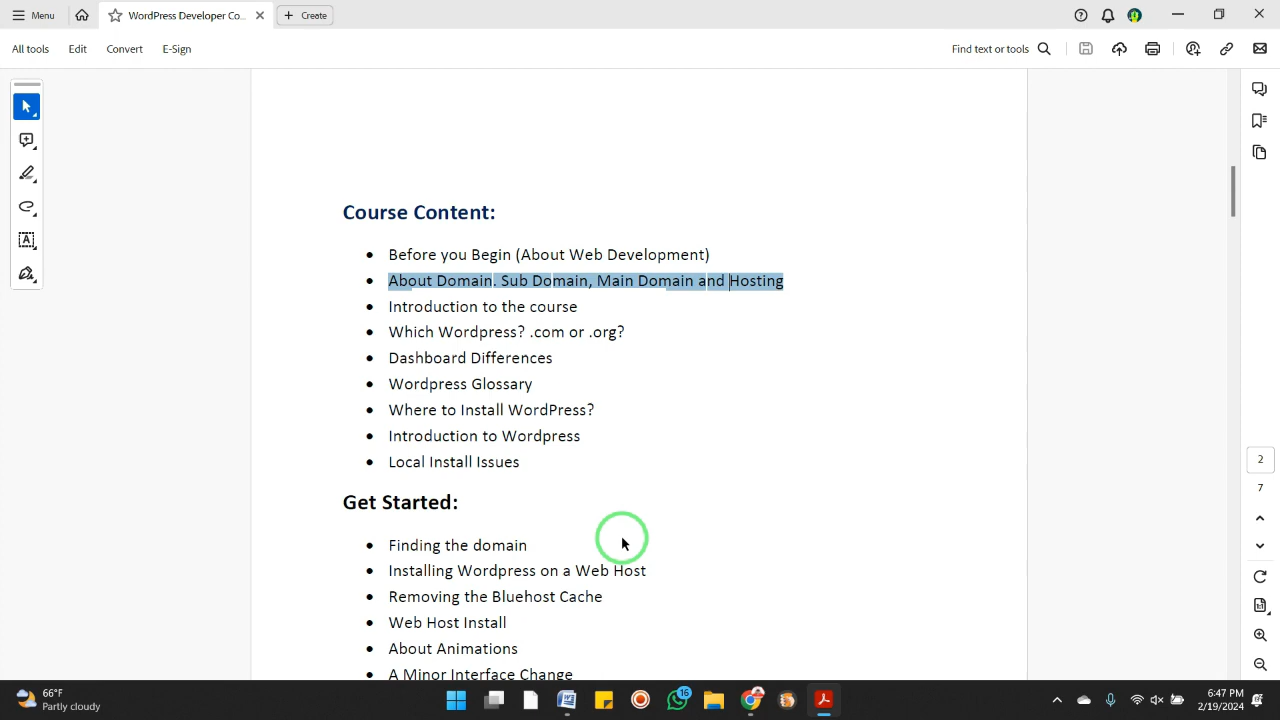 Menu
WordPress Developer Co...
Create
All tools
Edit
Convert
E-Sign
Find text or tools
Course Content:
• Before you Begin (About Web Development)
• About Domain. Sub Domain, Main Domain and Hosting
• Introduction to the course
• Which Wordpress? .com or .org?
• Dashboard Differences
• Wordpress Glossary
• Where to Install WordPress?
• Introduction to Wordpress
• Local Install Issues
Get Started:
• Finding the domain
• Installing Wordpress on a Web Host
• Removing the Bluehost Cache
• Web Host Install
• About Animations
• A Minor Interface Change
2
7
66°F
Partly cloudy
16
6:47 PM
2/19/2024